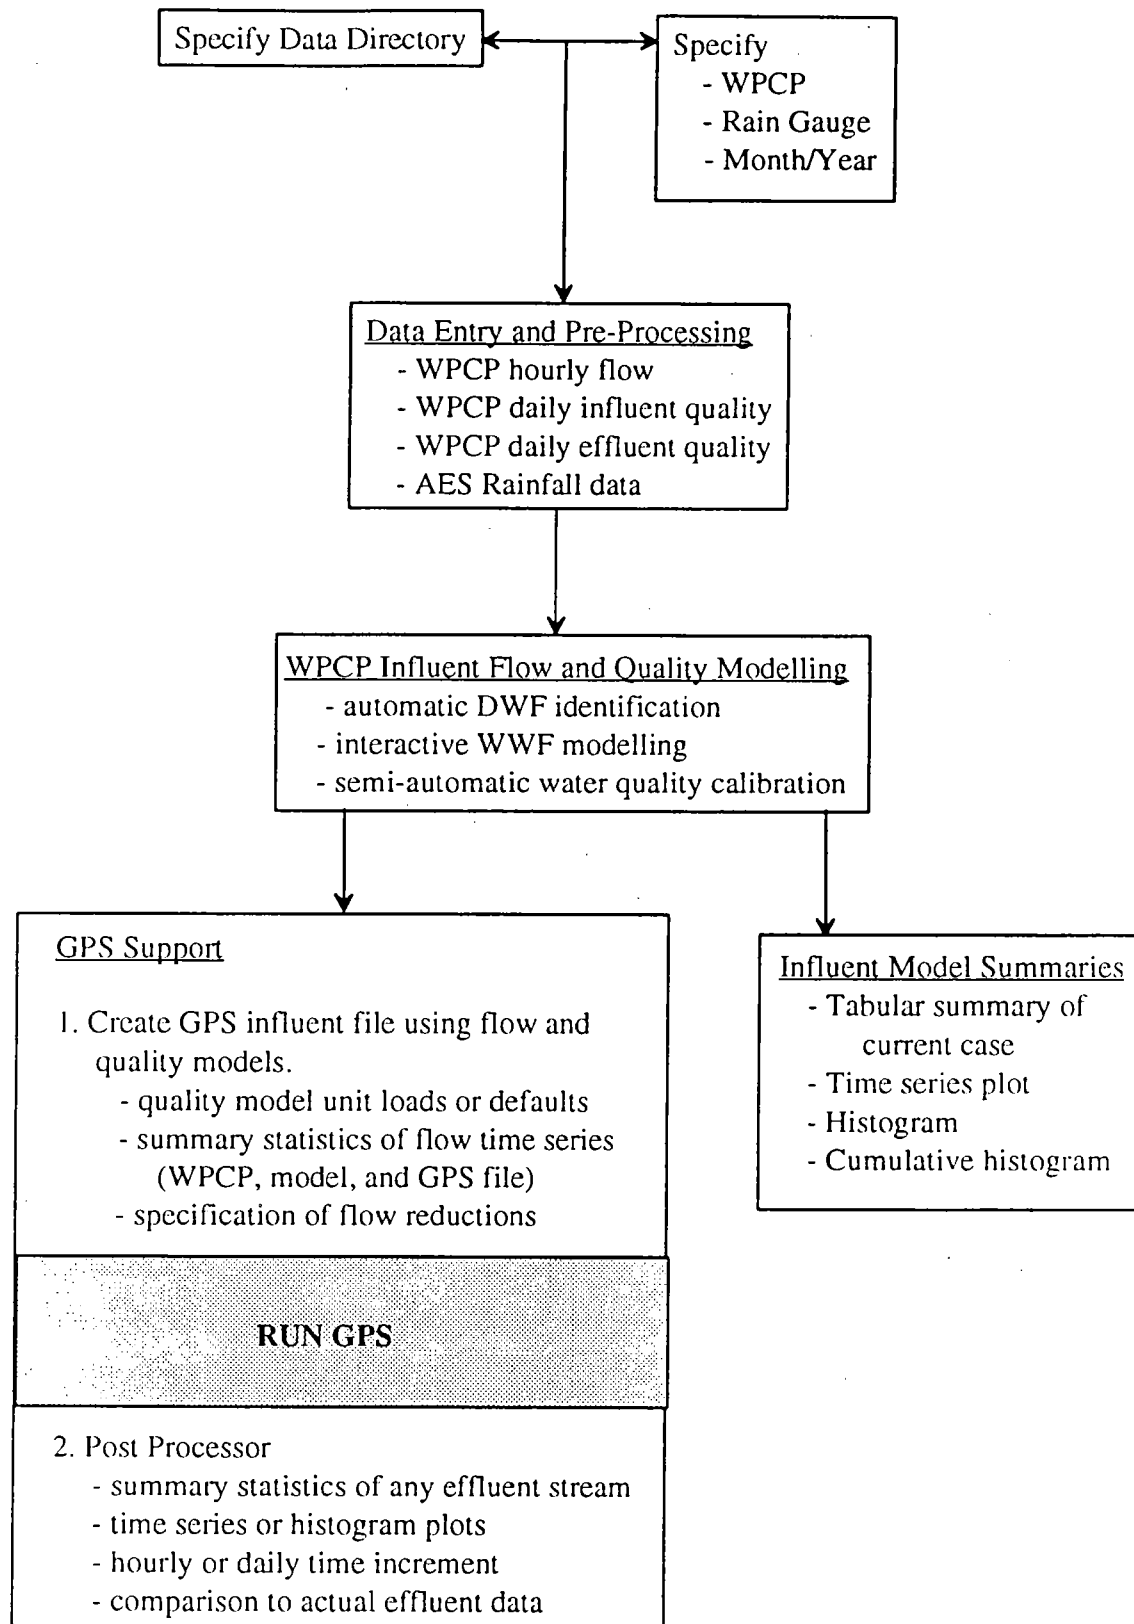 Specify Data Directory
Specify
- WPCP
- Rain Gauge
- Month/Year
Data Entry and Pre-Processing
- WPCP hourly flow
- WPCP daily influent quality
- WPCP daily effluent quality
- AES Rainfall data
WPCP Influent Flow and Quality Modelling
- automatic DWF identification
- interactive WWF modelling
- semi-automatic water quality calibration
GPS Support
1. Create GPS influent file using flow and
quality models.
- quality model unit loads or defaults
- summary statistics of flow time series
(WPCP, model, and GPS file)
- specification of flow reductions
RUN GPS
2. Post Processor
- summary statistics of any effluent stream
- time series or histogram plots
- hourly or daily time increment
- comparison to actual effluent data
Influent Model Summaries
- Tabular summary of
current case
- Time series plot
- Histogram
- Cumulative histogram